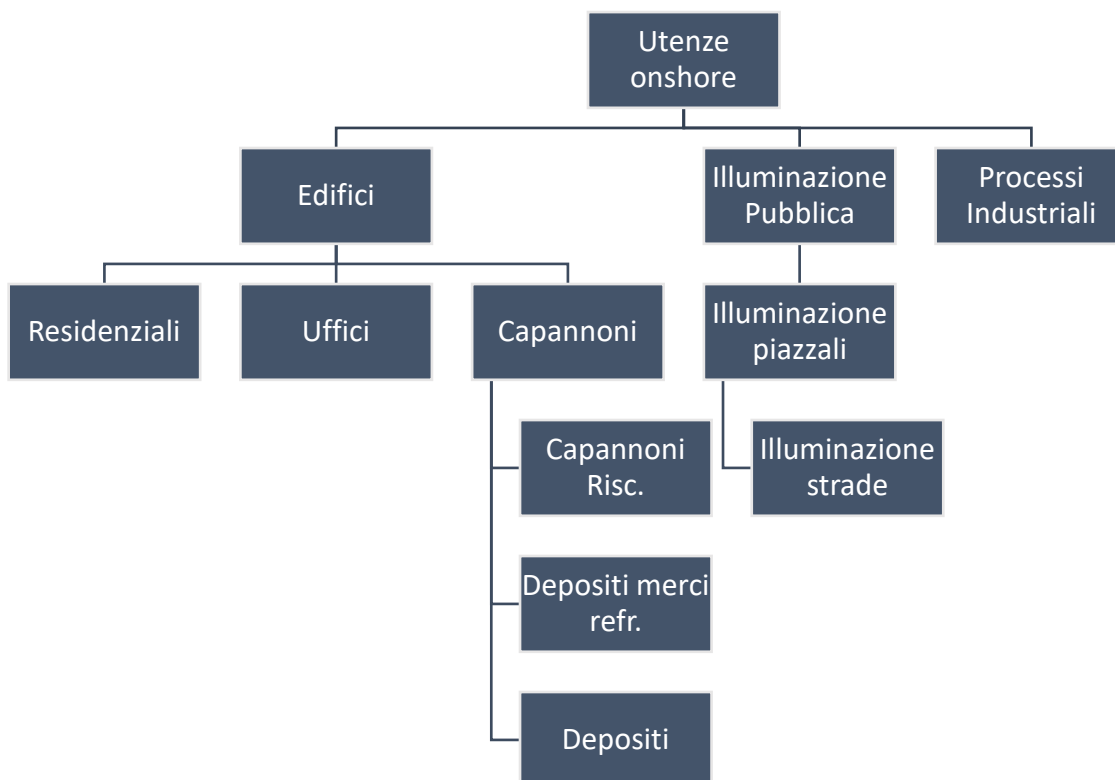 Utenze
onshore
Edifici
Illuminazione
Pubblica
Processi
Industriali
Residenziali
Uffici
Capannoni
Illuminazione
piazzali
Capannoni
Risc.
Illuminazione
strade
Depositi merci
refr.
Depositi